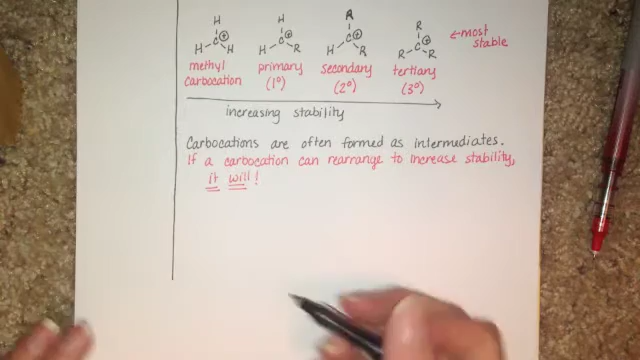 H H R R
C⊕ C⊕ C⊕ C⊕ ← most
H H H R H R R R stable
methyl primary secondary tertiary
carbocation (1°) (2°) (3°)
increasing stability
Carbocations are often formed as intermediates.
If a carbocation can rearrange to increase stability,
it will!